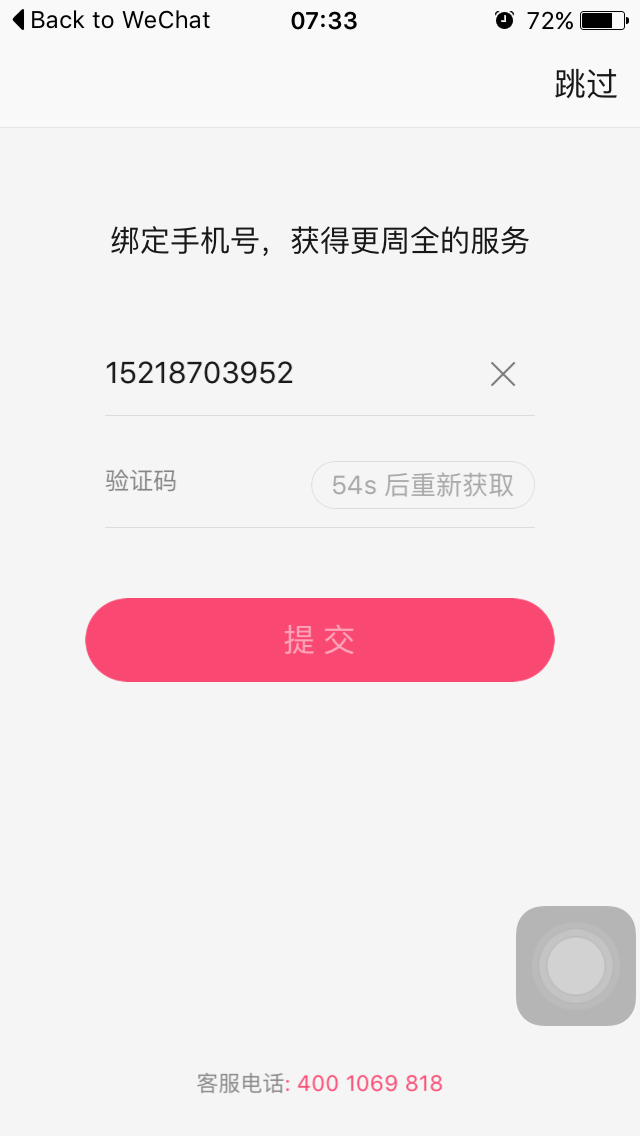 Back to WeChat 07:33 72%
跳过
绑定手机号，获得更周全的服务
15218703952
验证码 54s 后重新获取
提交
客服电话: 400 1069 818